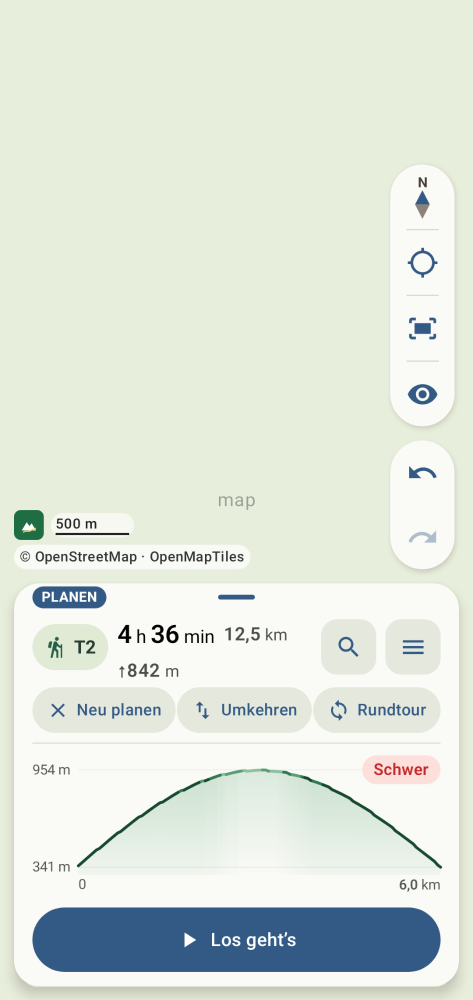 N
map
500 m
© OpenStreetMap · OpenMapTiles
PLANEN
T2
4 h 36 min 12,5 km
↑842 m
Neu planen
Umkehren
Rundtour
954 m
Schwer
341 m
0
6,0 km
Los geht's